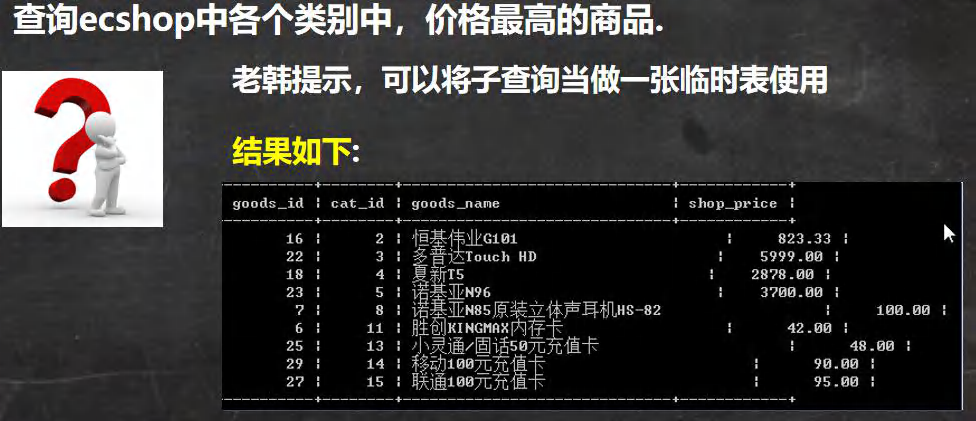 查询ecshop中各个类别中，价格最高的商品.
老韩提示，可以将子查询当做一张临时表使用
结果如下:
goods_id | cat_id | goods_name | shop_price |
16 | 2 | 恒基伟业G101 | 823.33 |
22 | 3 | 多普达Touch HD | 5999.00 |
18 | 4 | 夏新T5 | 2878.00 |
23 | 5 | 诺基亚N96 | 3700.00 |
7 | 8 | 诺基亚N85原装立体声耳机HS-82 | 100.00 |
6 | 11 | 胜创KINGMAX内存卡 | 42.00 |
25 | 13 | 小灵通/固话50元充值卡 | 48.00 |
29 | 14 | 移动100元充值卡 | 90.00 |
27 | 15 | 联通100元充值卡 | 95.00 |